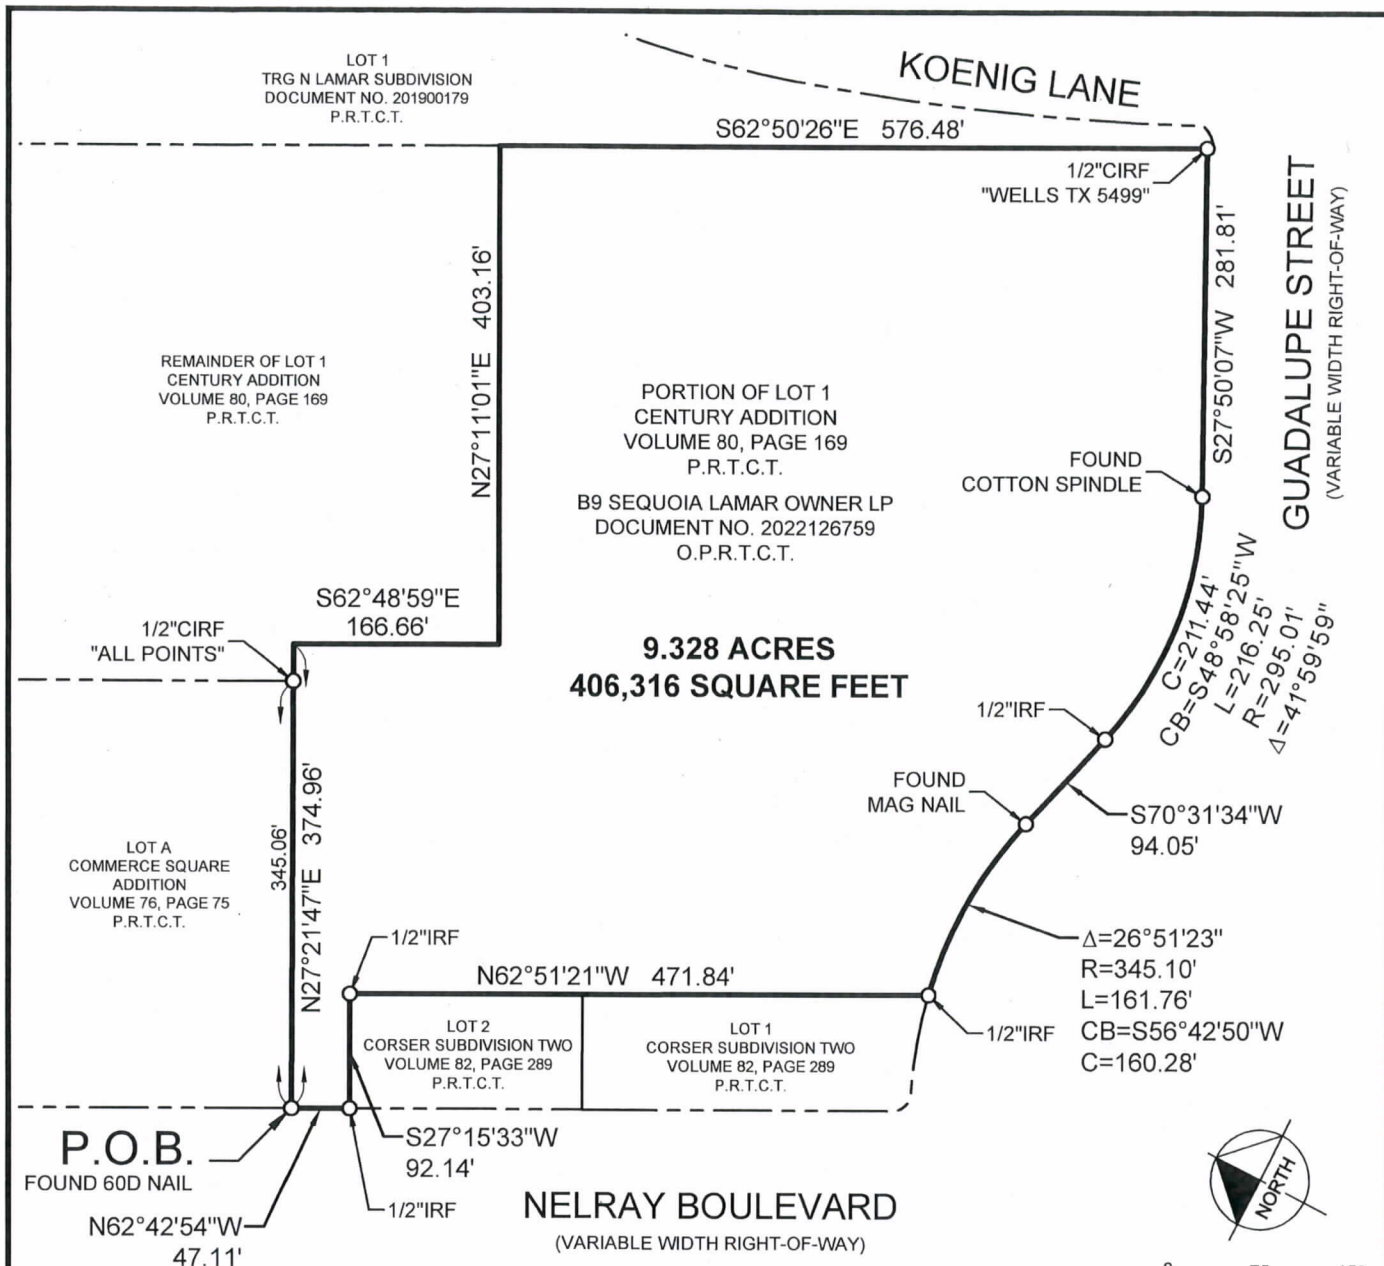 LOT 1
TRG N LAMAR SUBDIVISION
DOCUMENT NO. 201900179
P.R.T.C.T.
KOENIG LANE
S62°50'26"E 576.48'
1/2"CIRF
"WELLS TX 5499"
GUADALUPE STREET
(VARIABLE WIDTH RIGHT-OF-WAY)
S27°50'07"W 281.81'
N27°11'01"E 403.16'
REMAINDER OF LOT 1
CENTURY ADDITION
VOLUME 80, PAGE 169
P.R.T.C.T.
PORTION OF LOT 1
CENTURY ADDITION
VOLUME 80, PAGE 169
P.R.T.C.T.
B9 SEQUOIA LAMAR OWNER LP
DOCUMENT NO. 2022126759
O.P.R.T.C.T.
FOUND
COTTON SPINDLE
S62°48'59"E
166.66'
1/2"CIRF
"ALL POINTS"
9.328 ACRES
406,316 SQUARE FEET
C=211.44'
CB=S48°58'25"W
L=216.25'
R=295.01'
Δ=41°59'59"
1/2"IRF
FOUND
MAG NAIL
S70°31'34"W
94.05'
LOT A
COMMERCE SQUARE
ADDITION
VOLUME 76, PAGE 75
P.R.T.C.T.
345.06'
N27°21'47"E 374.96'
1/2"IRF
N62°51'21"W 471.84'
Δ=26°51'23"
R=345.10'
L=161.76'
CB=S56°42'50"W
C=160.28'
1/2"IRF
LOT 2
CORSER SUBDIVISION TWO
VOLUME 82, PAGE 289
P.R.T.C.T.
LOT 1
CORSER SUBDIVISION TWO
VOLUME 82, PAGE 289
P.R.T.C.T.
P.O.B.
FOUND 60D NAIL
S27°15'33"W
92.14'
1/2"IRF
N62°42'54"W
47.11'
NELRAY BOULEVARD
(VARIABLE WIDTH RIGHT-OF-WAY)
NORTH